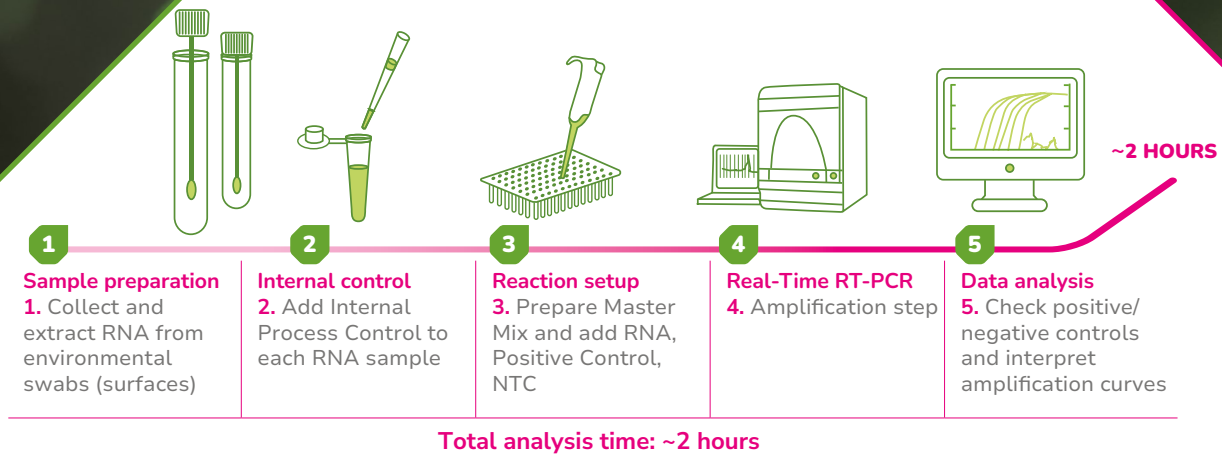 ~2 HOURS
1
2
3
4
5
Sample preparation
1. Collect and
extract RNA from
environmental
swabs (surfaces)
Internal control
2. Add Internal
Process Control to
each RNA sample
Reaction setup
3. Prepare Master
Mix and add RNA,
Positive Control,
NTC
Real-Time RT-PCR
4. Amplification step
Data analysis
5. Check positive/
negative controls
and interpret
amplification curves
Total analysis time: ~2 hours